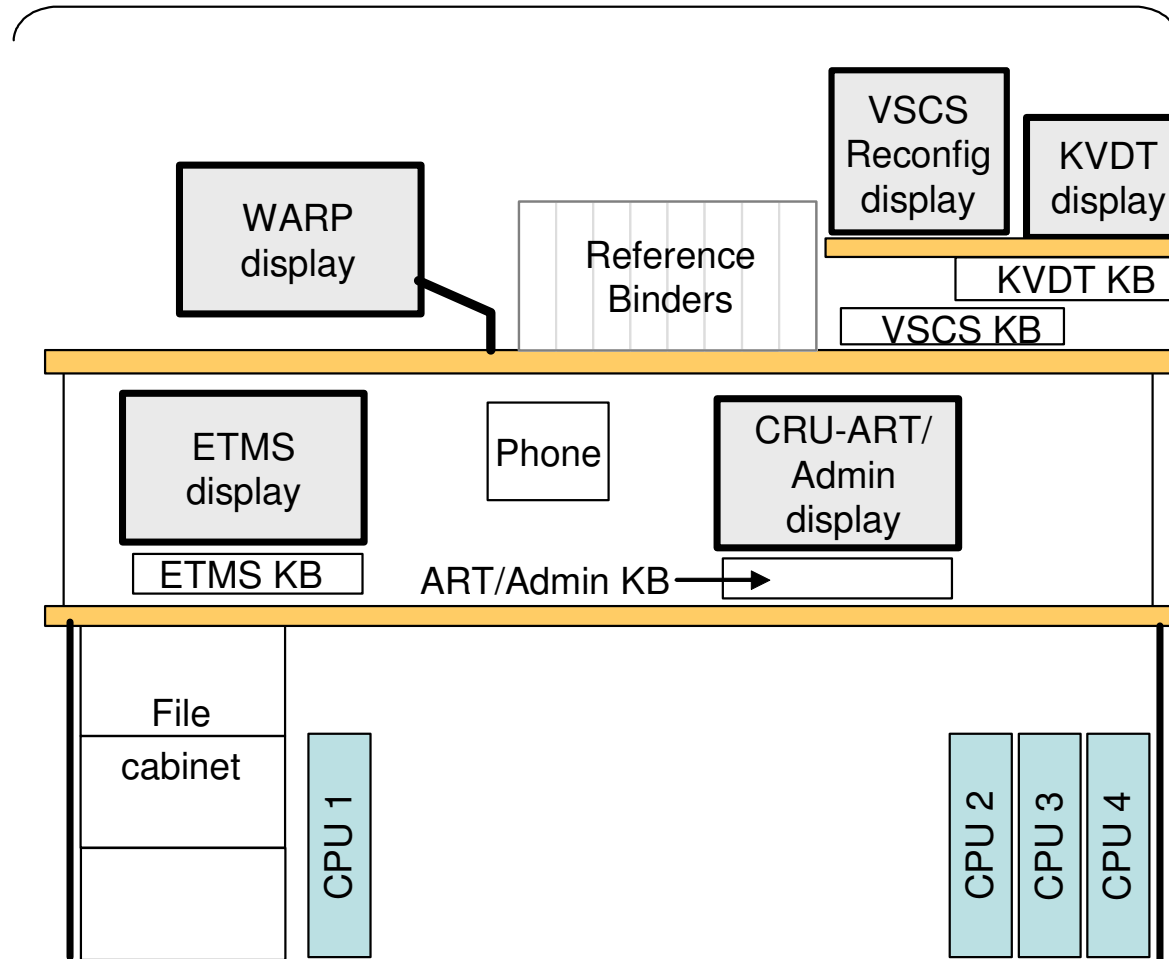 VSCS
Reconfig
display
KVDT
display
WARP
display
Reference
Binders
KVDT KB
VSCS KB
ETMS
display
Phone
CRU-ART/
Admin
display
ETMS KB
ART/Admin KB
File
cabinet
CPU 1
CPU 2
CPU 3
CPU 4